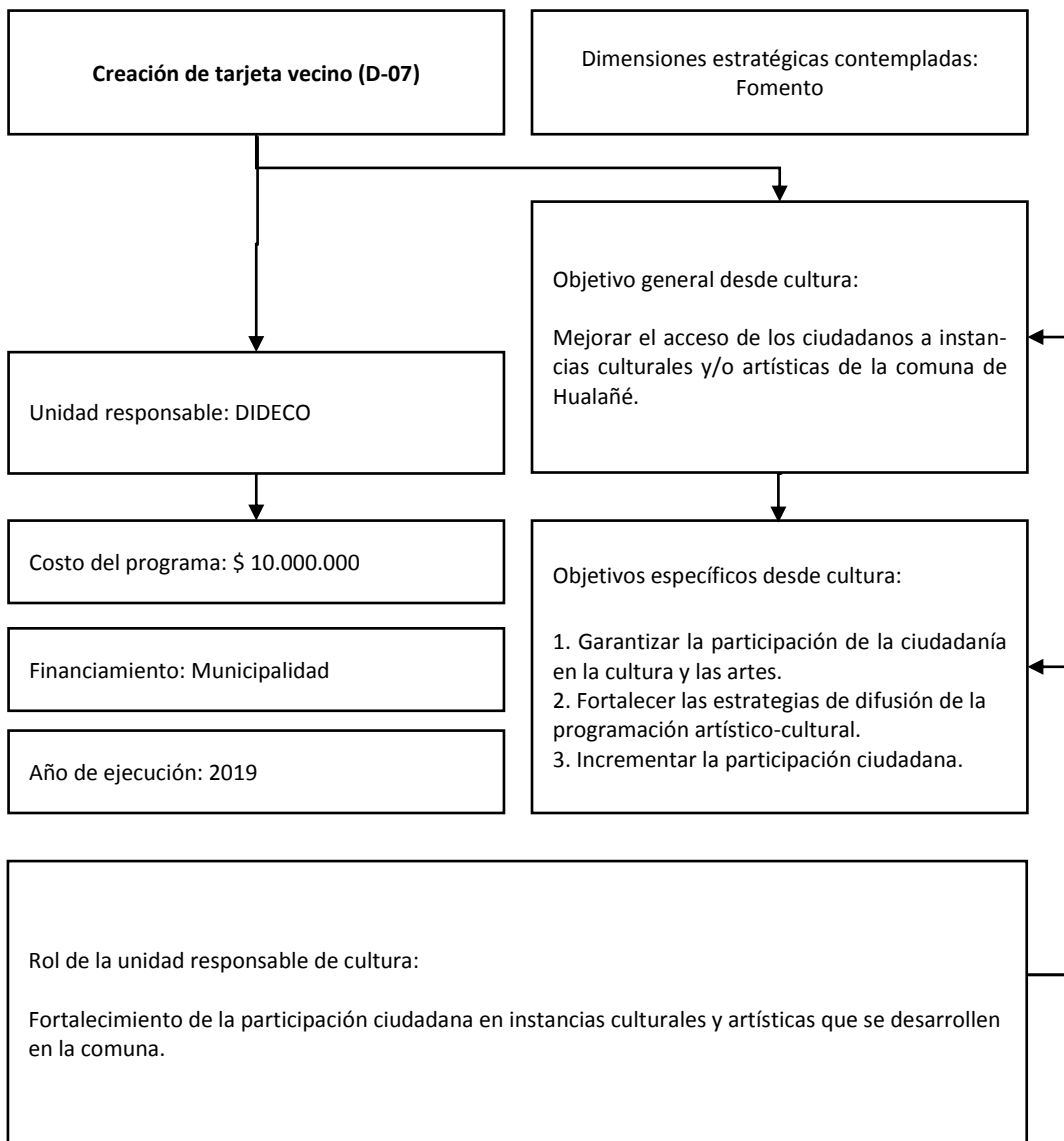 Creación de tarjeta vecino (D-07)
Dimensiones estratégicas contempladas:
Fomento
Objetivo general desde cultura:
Mejorar el acceso de los ciudadanos a instan-
cias culturales y/o artísticas de la comuna de
Hualañé.
Unidad responsable: DIDECO
Costo del programa: $ 10.000.000
Financiamiento: Municipalidad
Año de ejecución: 2019
Objetivos específicos desde cultura:
1. Garantizar la participación de la ciudadanía
en la cultura y las artes.
2. Fortalecer las estrategias de difusión de la
programación artístico-cultural.
3. Incrementar la participación ciudadana.
Rol de la unidad responsable de cultura:
Fortalecimiento de la participación ciudadana en instancias culturales y artísticas que se desarrollen
en la comuna.